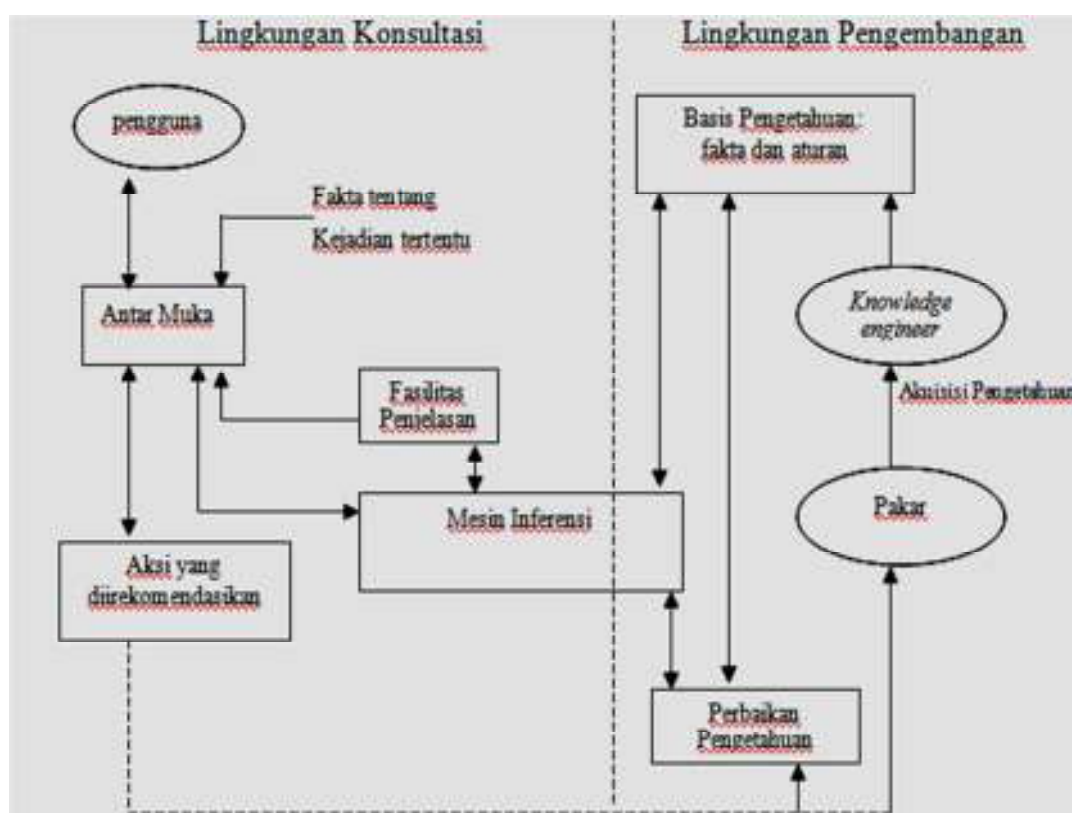 Lingkungan Konsultasi
Lingkungan Pengembangan
pengguna
Fakta tentang
Kejadian tertentu
Antar Muka
Fasilitas
Penjelasan
Mesin Inferensi
Aksi yang
diirekomendasikan
Basis Pengetahuan:
fakta dan aturan
Knowledge
engineer
Akuisisi Pengetahuan
Pakar
Perbaikan
Pengetahuan